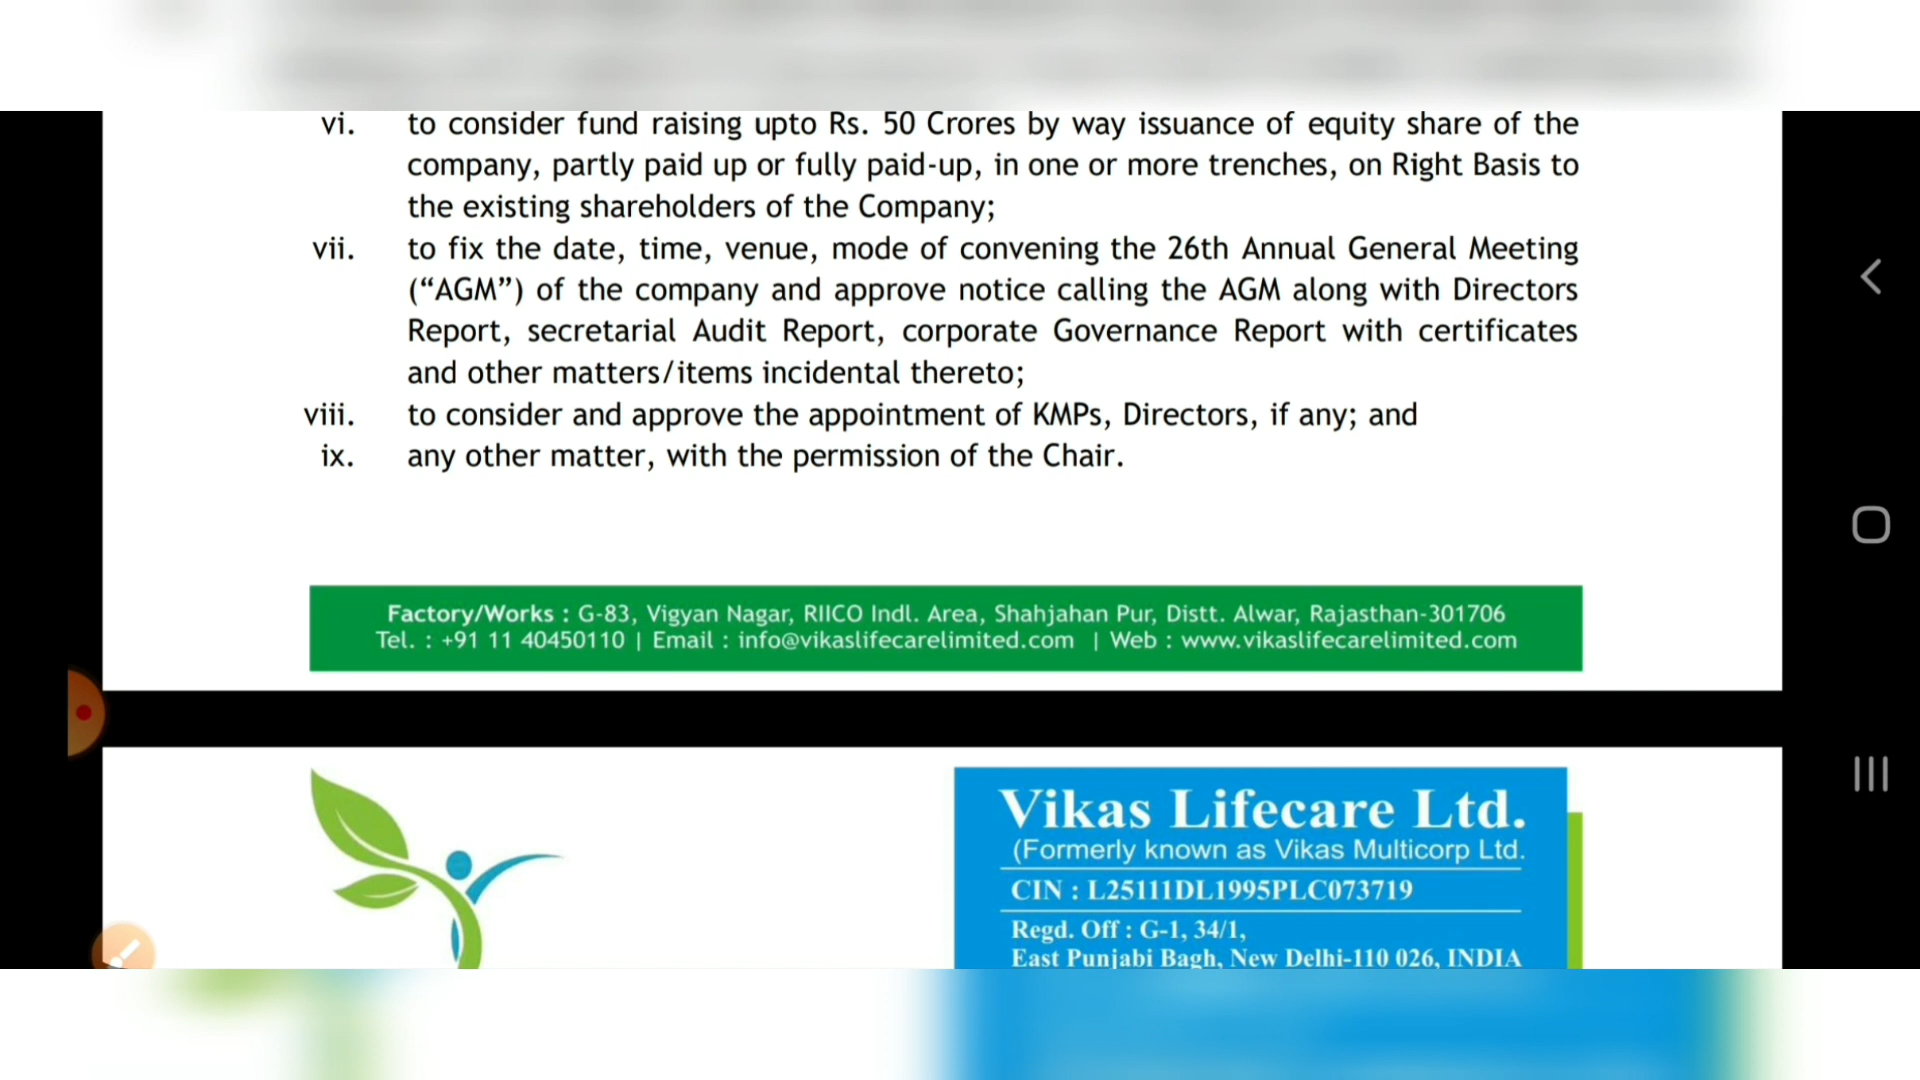 vi. to consider fund raising upto Rs. 50 Crores by way issuance of equity share of the
company, partly paid up or fully paid-up, in one or more trenches, on Right Basis to
the existing shareholders of the Company;
vii. to fix the date, time, venue, mode of convening the 26th Annual General Meeting
(“AGM”) of the company and approve notice calling the AGM along with Directors
Report, secretarial Audit Report, corporate Governance Report with certificates
and other matters/items incidental thereto;
viii. to consider and approve the appointment of KMPs, Directors, if any; and
ix. any other matter, with the permission of the Chair.
Factory/Works : G-83, Vigyan Nagar, RIICO Indl. Area, Shahjahan Pur, Distt. Alwar, Rajasthan-301706
Tel. : +91 11 40450110 | Email : info@vikaslifecarelimited.com | Web : www.vikaslifecarelimited.com
Vikas Lifecare Ltd.
(Formerly known as Vikas Multicorp Ltd.
CIN : L25111DL1995PLC073719
Regd. Off : G-1, 34/1,
East Punjabi Bagh, New Delhi-110 026, INDIA